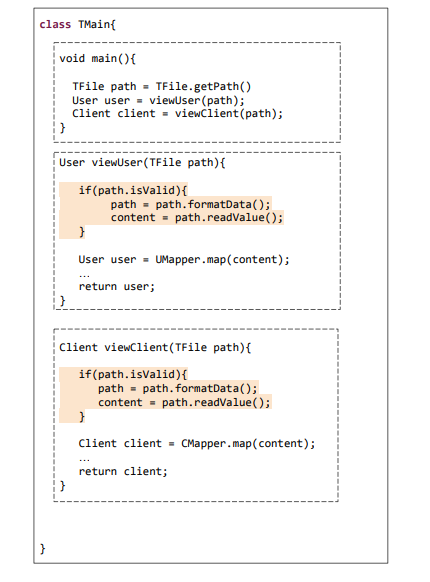 class TMain{
void main(){
TFile path = TFile.getPath()
User user = viewUser(path);
Client client = viewClient(path);
}
User viewUser(TFile path){
if(path.isValid){
path = path.formatData();
content = path.readValue();
}
User user = UMapper.map(content);
…
return user;
}
Client viewClient(TFile path){
if(path.isValid){
path = path.formatData();
content = path.readValue();
}
Client client = CMapper.map(content);
…
return client;
}
}